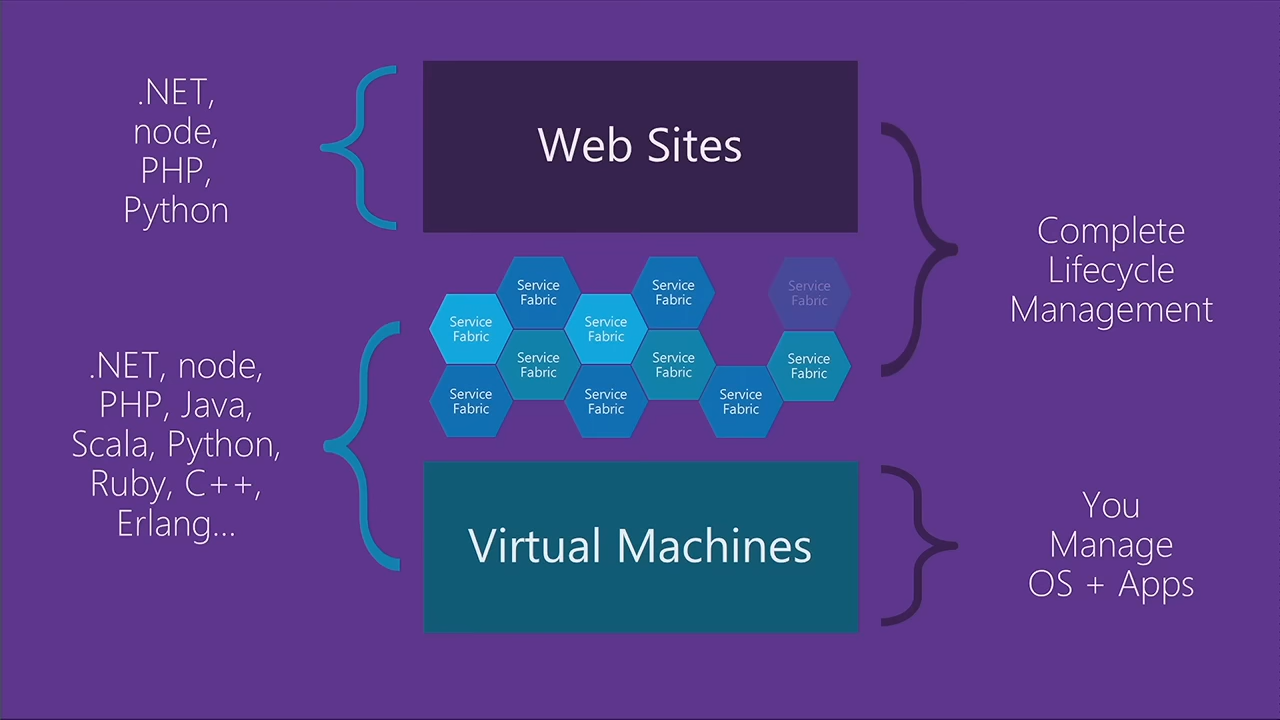 .NET,
node,
PHP,
Python
Web Sites
Complete
Lifecycle
Management
Service
Fabric
Service
Fabric
Service
Fabric
Service
Fabric
Service
Fabric
Service
Fabric
Service
Fabric
Service
Fabric
Service
Fabric
Service
Fabric
Service
Fabric
.NET, node,
PHP, Java,
Scala, Python,
Ruby, C++,
Erlang...
Virtual Machines
You
Manage
OS + Apps